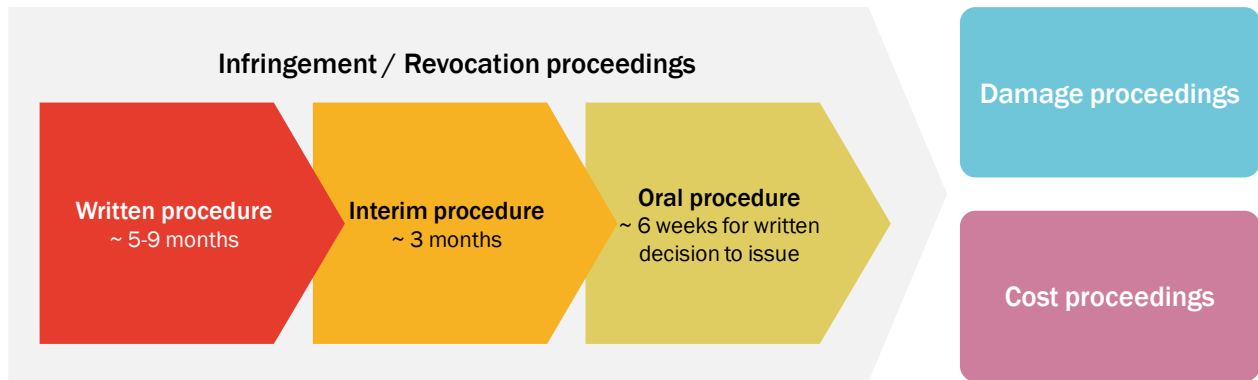 Infringement / Revocation proceedings
Written procedure
~ 5-9 months
Interim procedure
~ 3 months
Oral procedure
~ 6 weeks for written
decision to issue
Damage proceedings
Cost proceedings